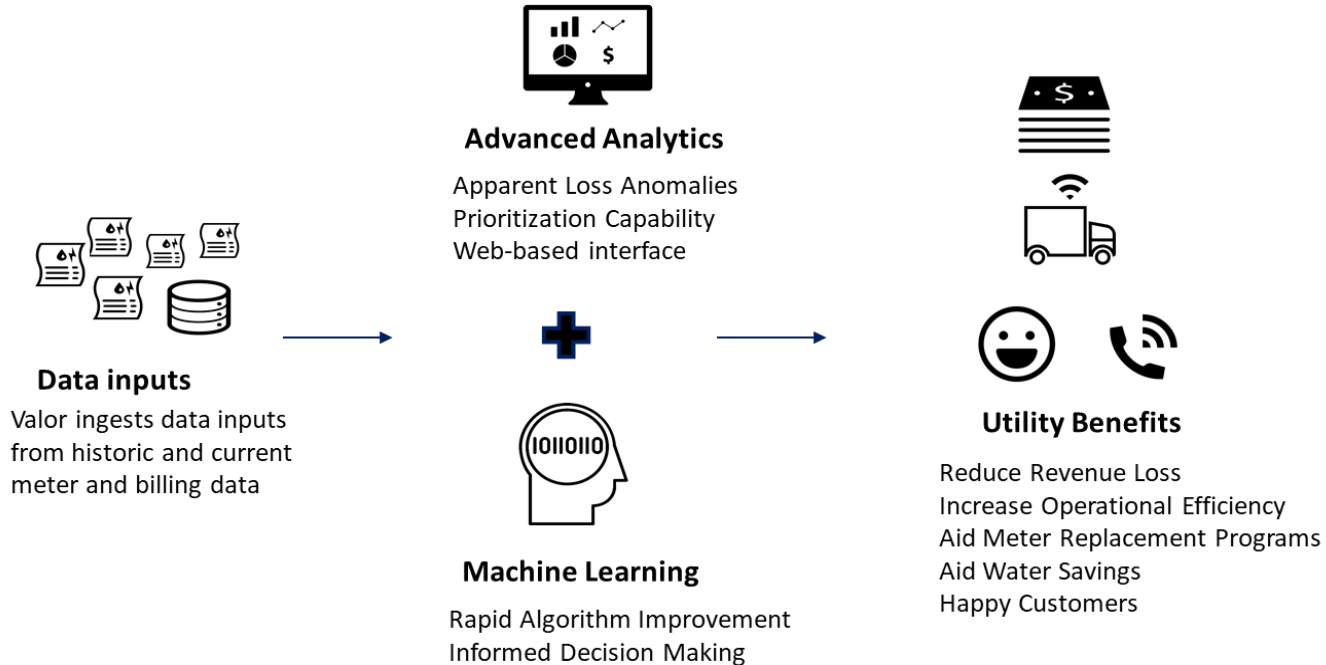 $
Advanced Analytics
Apparent Loss Anomalies
Prioritization Capability
Web-based interface
Data inputs
Valor ingests data inputs
from historic and current
meter and billing data
10110110
Machine Learning
Rapid Algorithm Improvement
Informed Decision Making
$
Utility Benefits
Reduce Revenue Loss
Increase Operational Efficiency
Aid Meter Replacement Programs
Aid Water Savings
Happy Customers